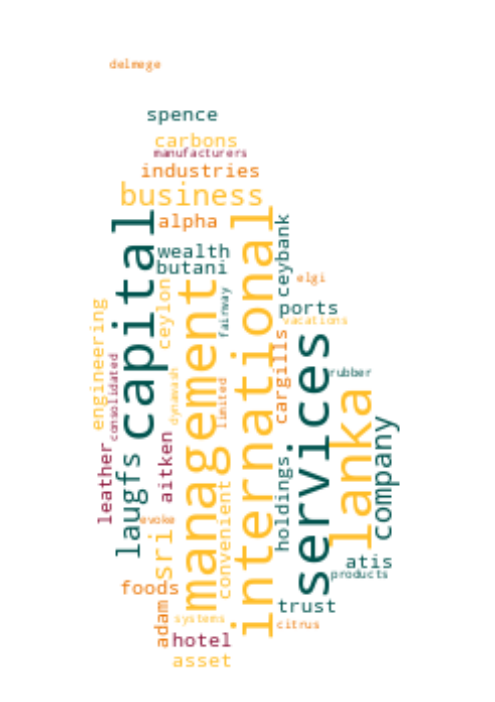 delmege
spence
carbons
manufacturers
industries
business
capital
alpha
international
ceybank
wealth
butani
elgi
ceylon
management
fairway
ports
vacations
engineering
consolidated
cargills
services
dynawash
limited
rubber
lanka
company
leather
laugfs
aitken
holdings
convenient
evoke
sri
atis
products
foods
adam
trust
systems
citrus
hotel
asset